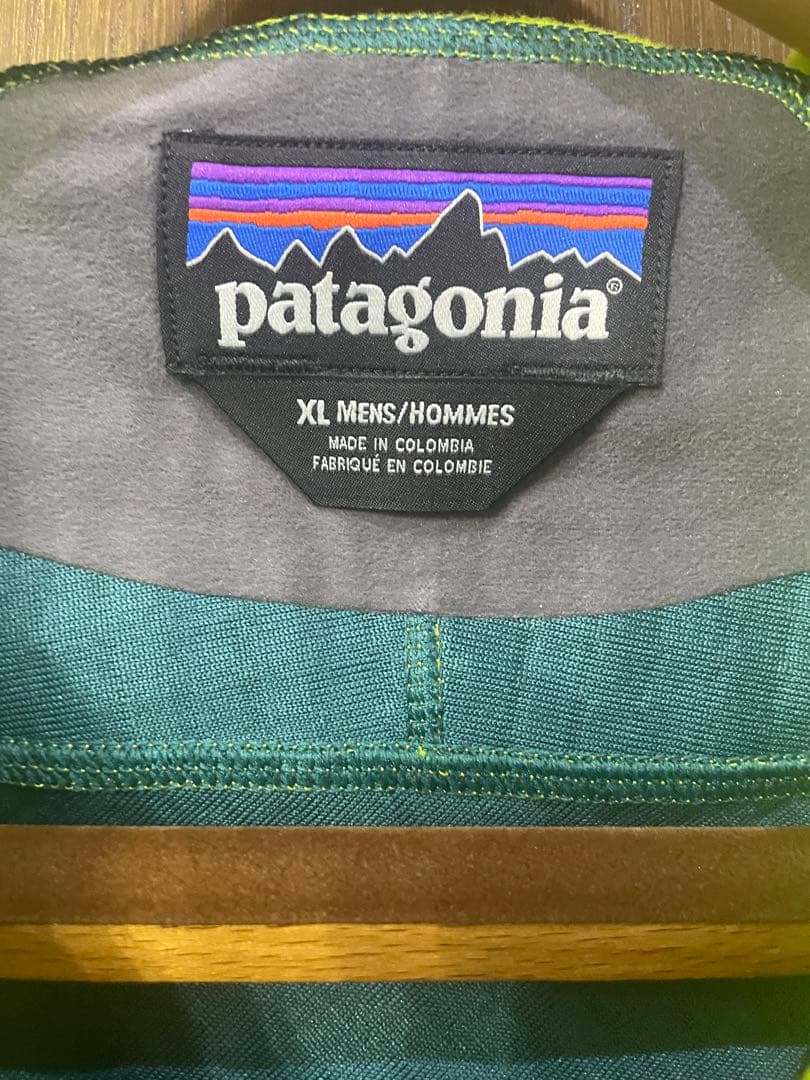 patagonia®
XL MENS/HOMMES
MADE IN COLOMBIA
FABRIQUÉ EN COLOMBIE